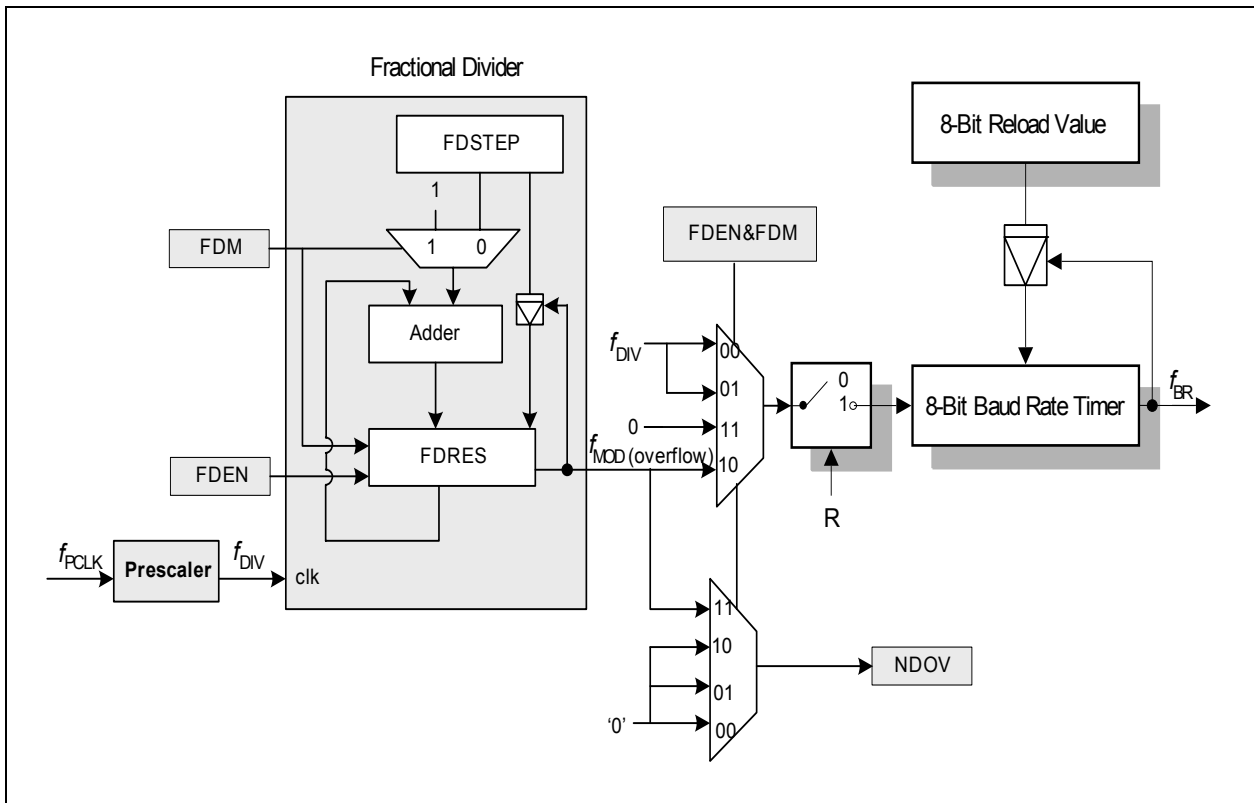 Fractional Divider
FDSTEP
8-Bit Reload Value
1
FDM
1 0
FDEN&FDM
Adder
fDIV
00
01
0
11
0
1
8-Bit Baud Rate Timer
fBR
FDRES
fMOD (overflow)
10
FDEN
R
fPCLK
Prescaler
fDIV
clk
11
10
01
NDOV
‘0’
00